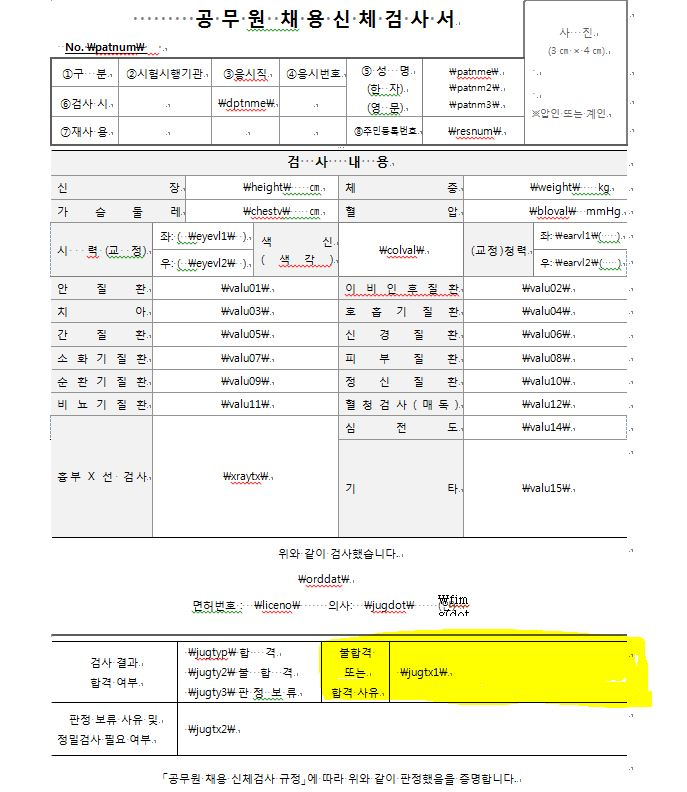 공 무 원 채 용 신 체 검 사 서
No. ₩patnum₩
사 진
(3 cm × 4 cm)
※압인 또는 계인
①구 분 ②시험시행기관 ③응시직 ④응시번호 ⑤ 성 명 ₩patnme₩
(한 자) ₩patnm2₩
⑥검사 시 ₩dptnme₩ (영 문) ₩patnm3₩
⑦재사 용 ⑧주민등록번호 ₩resnum₩
검 사 내 용
신 장 ₩height₩ cm 체 중 ₩weight₩ kg
가 슴 둘 레 ₩chestv₩ cm 혈 압 ₩bloval₩ mmHg
시 력 (교 정) 좌: ( ₩eyevl1₩ ) 색 신 ₩colval₩ (교정)청력 좌: ₩earvl1₩( )
우: ( ₩eyevl2₩ ) ( 색 각 ) 우: ₩earvl2₩( )
안 질 환 ₩valu01₩ 이 비 인 후 질 환 ₩valu02₩
치 아 ₩valu03₩ 호 흡 기 질 환 ₩valu04₩
간 질 환 ₩valu05₩ 신 경 질 환 ₩valu06₩
소 화 기 질 환 ₩valu07₩ 피 부 질 환 ₩valu08₩
순 환 기 질 환 ₩valu09₩ 정 신 질 환 ₩valu10₩
비 뇨 기 질 환 ₩valu11₩ 혈 청 검 사 ( 매 독 ) ₩valu12₩
흉부 X 선 검사 ₩xraytx₩ 심 전 도 ₩valu14₩
기 타 ₩valu15₩
위와 같이 검사했습니다.
₩orddat₩
면허번호 : ₩liceno₩ 의사: ₩jugdot₩ (₩fim
gldot
검사 결과 ₩jugtyp₩ 합 격 불합격 ₩jugtx1₩
합격 여부 ₩jugty2₩ 불 합 격 또는
₩jugty3₩ 판 정 보 류 합격 사유
판정 보류 사유 및 ₩jugtx2₩
정밀검사 필요 여부
「공무원 채용 신체검사 규정」에 따라 위와 같이 판정했음을 증명합니다.